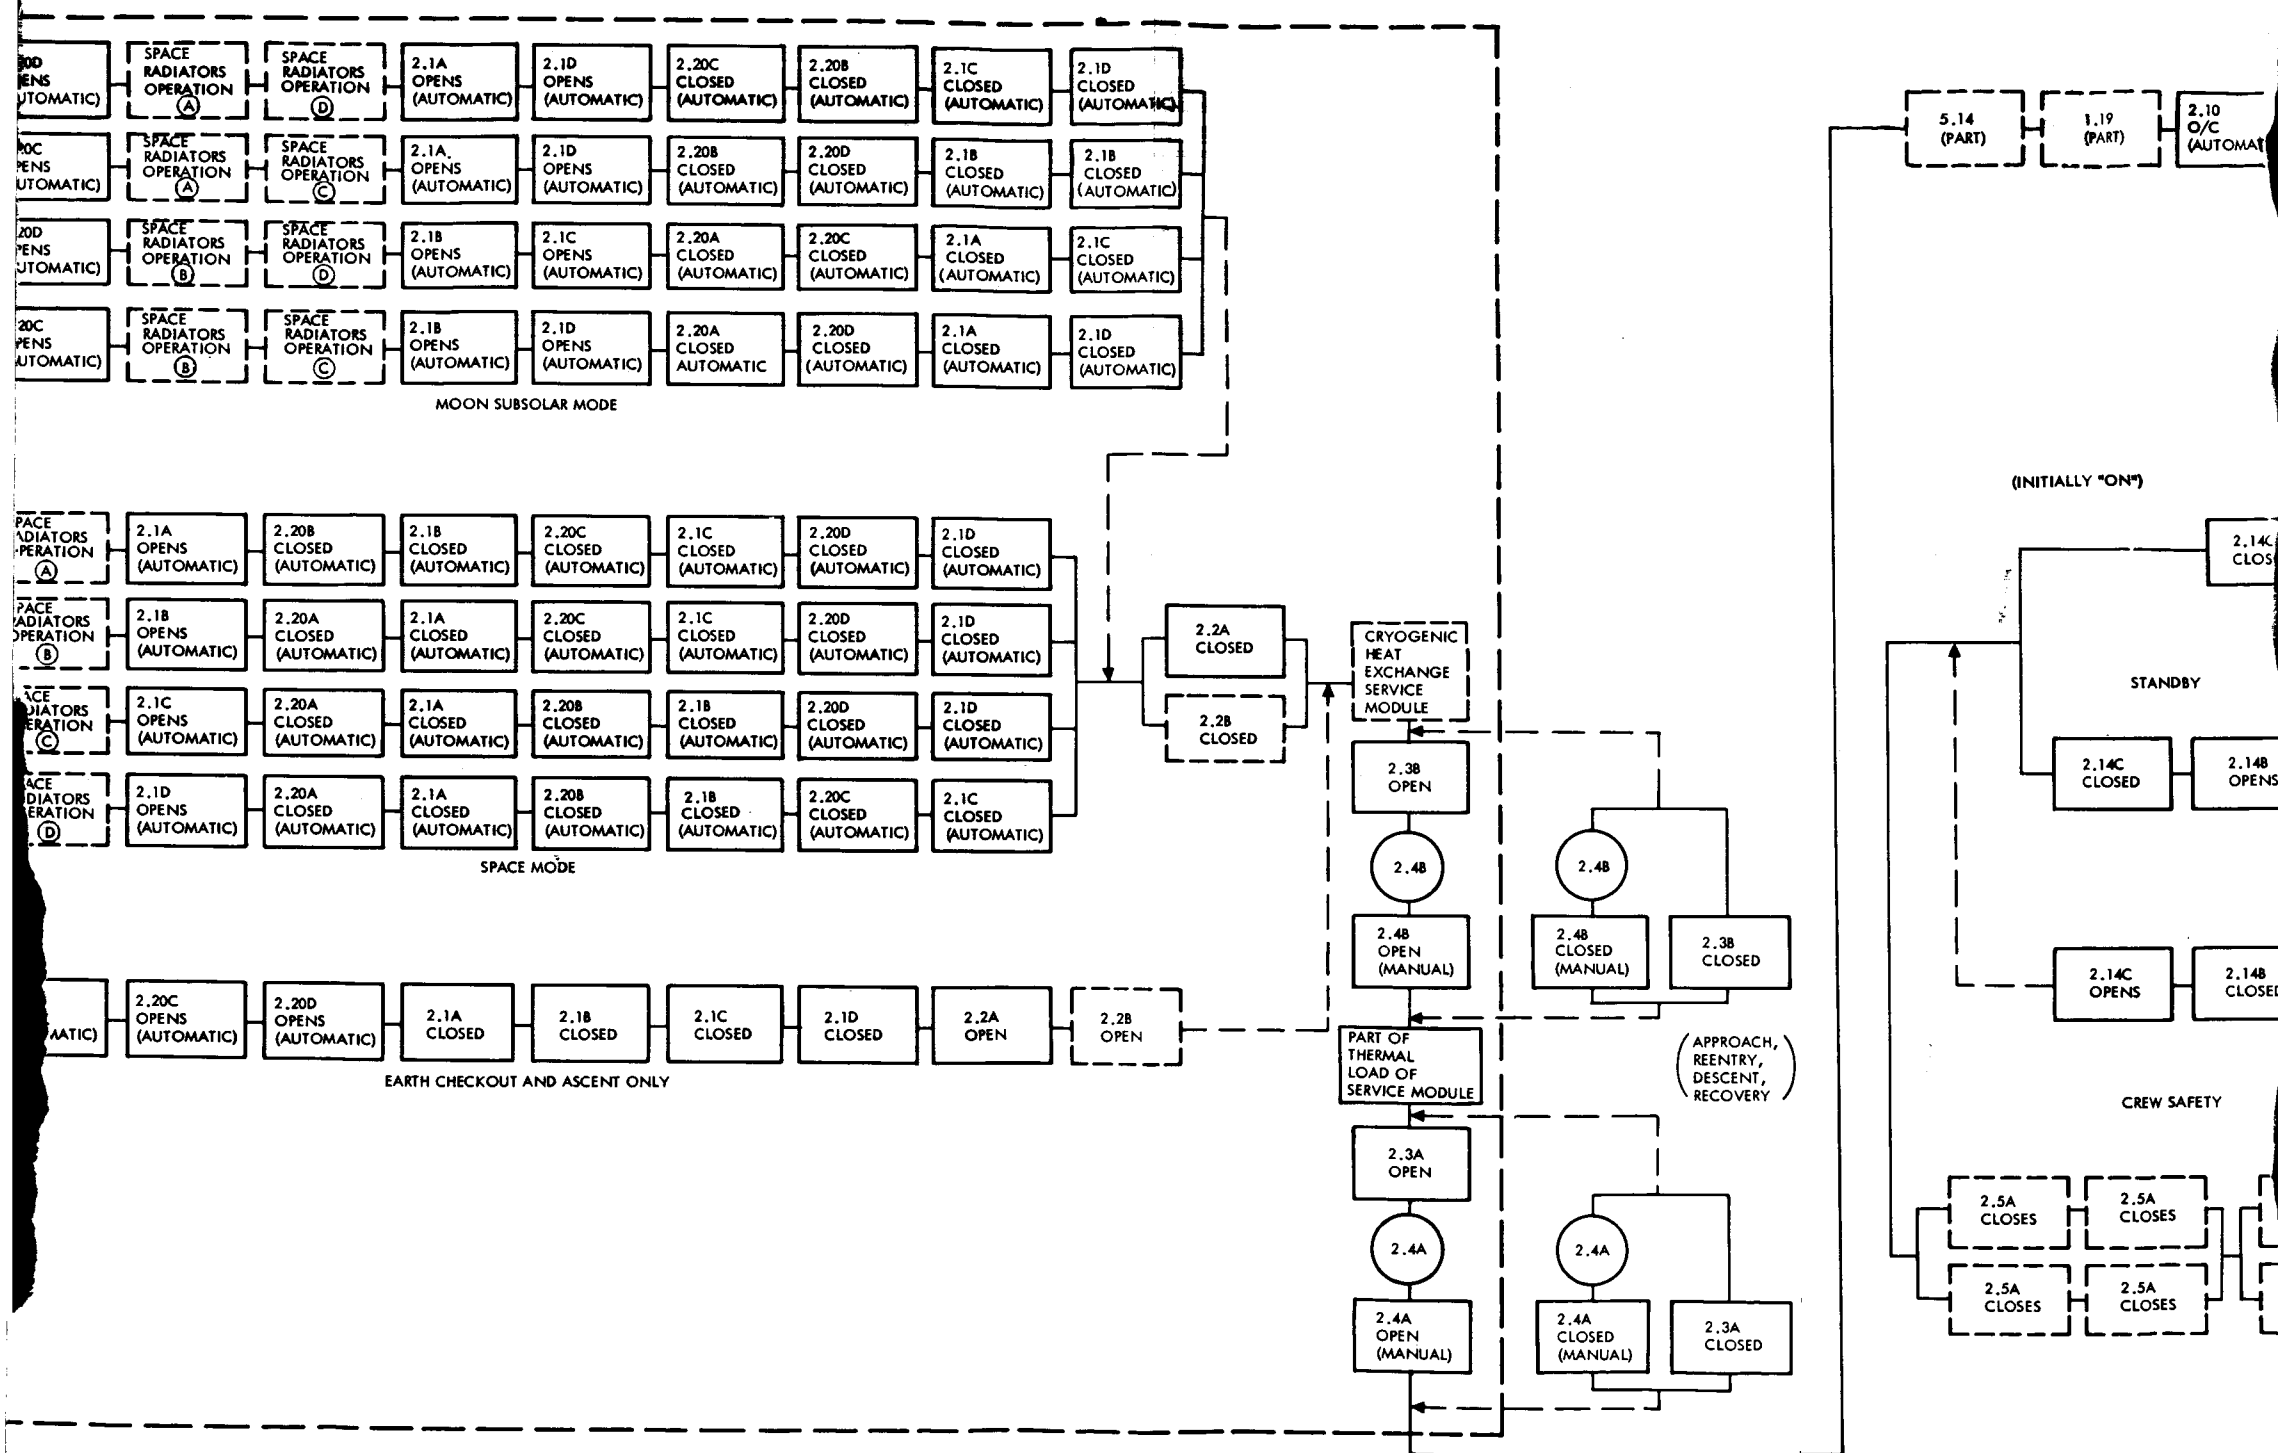 SPACE
RADIATORS
OPERATION
A
SPACE
RADIATORS
OPERATION
D
2.1A
OPENS
(AUTOMATIC)
2.1D
OPENS
(AUTOMATIC)
2.20C
CLOSED
(AUTOMATIC)
2.20B
CLOSED
(AUTOMATIC)
2.1C
CLOSED
(AUTOMATIC)
2.1D
CLOSED
(AUTOMATIC)
SPACE
RADIATORS
OPERATION
A
SPACE
RADIATORS
OPERATION
C
2.1A
OPENS
(AUTOMATIC)
2.1D
OPENS
(AUTOMATIC)
2.20B
CLOSED
(AUTOMATIC)
2.20D
CLOSED
(AUTOMATIC)
2.1B
CLOSED
(AUTOMATIC)
2.1B
CLOSED
(AUTOMATIC)
20D
SPACE
RADIATORS
OPERATION
B
SPACE
RADIATORS
OPERATION
D
2.1B
OPENS
(AUTOMATIC)
2.1C
OPENS
(AUTOMATIC)
2.20A
CLOSED
(AUTOMATIC)
2.20C
CLOSED
(AUTOMATIC)
2.1A
CLOSED
(AUTOMATIC)
2.1C
CLOSED
(AUTOMATIC)
20C
SPACE
RADIATORS
OPERATION
B
SPACE
RADIATORS
OPERATION
C
2.1B
OPENS
(AUTOMATIC)
2.1D
OPENS
(AUTOMATIC)
2.20A
CLOSED
AUTOMATIC
2.20D
CLOSED
(AUTOMATIC)
2.1A
CLOSED
(AUTOMATIC)
2.1D
CLOSED
(AUTOMATIC)
MOON SUBSOLAR MODE
A
2.1A
OPENS
(AUTOMATIC)
2.20B
CLOSED
(AUTOMATIC)
2.1B
CLOSED
(AUTOMATIC)
2.20C
CLOSED
(AUTOMATIC)
2.1C
CLOSED
(AUTOMATIC)
2.20D
CLOSED
(AUTOMATIC)
2.1D
CLOSED
(AUTOMATIC)
B
2.1B
OPENS
(AUTOMATIC)
2.20A
CLOSED
(AUTOMATIC)
2.1A
CLOSED
(AUTOMATIC)
2.20C
CLOSED
(AUTOMATIC)
2.1C
CLOSED
(AUTOMATIC)
2.20D
CLOSED
(AUTOMATIC)
2.1D
CLOSED
(AUTOMATIC)
C
2.1C
OPENS
(AUTOMATIC)
2.20A
CLOSED
(AUTOMATIC)
2.1A
CLOSED
(AUTOMATIC)
2.20B
CLOSED
(AUTOMATIC)
2.1B
CLOSED
(AUTOMATIC)
2.20D
CLOSED
(AUTOMATIC)
2.1D
CLOSED
(AUTOMATIC)
D
2.1D
OPENS
(AUTOMATIC)
2.20A
CLOSED
(AUTOMATIC)
2.1A
CLOSED
(AUTOMATIC)
2.20B
CLOSED
(AUTOMATIC)
2.1B
CLOSED
(AUTOMATIC)
2.20C
CLOSED
(AUTOMATIC)
2.1C
CLOSED
(AUTOMATIC)
SPACE MODE
2.20C
OPENS
(AUTOMATIC)
2.20D
OPENS
(AUTOMATIC)
2.1A
CLOSED
2.1B
CLOSED
2.1C
CLOSED
2.1D
CLOSED
2.2A
OPEN
2.2B
OPEN
EARTH CHECKOUT AND ASCENT ONLY
2.2A
CLOSED
2.2B
CLOSED
CRYOGENIC
HEAT
EXCHANGE
SERVICE
MODULE
2.3B
OPEN
2.4B
2.4B
OPEN
(MANUAL)
2.4B
2.4B
CLOSED
(MANUAL)
2.3B
CLOSED
PART OF
THERMAL
LOAD OF
SERVICE MODULE
(APPROACH,
REENTRY,
DESCENT,
RECOVERY)
2.3A
OPEN
2.4A
2.4A
OPEN
(MANUAL)
2.4A
2.4A
CLOSED
(MANUAL)
2.3A
CLOSED
5.14
(PART)
1.19
(PART)
2.10
O/C
(INITIALLY "ON")
2.14C
STANDBY
2.14C
CLOSED
2.14B
OPENS
2.14C
OPENS
2.14B
CREW SAFETY
2.5A
CLOSES
2.5A
CLOSES
2.5A
CLOSES
2.5A
CLOSES